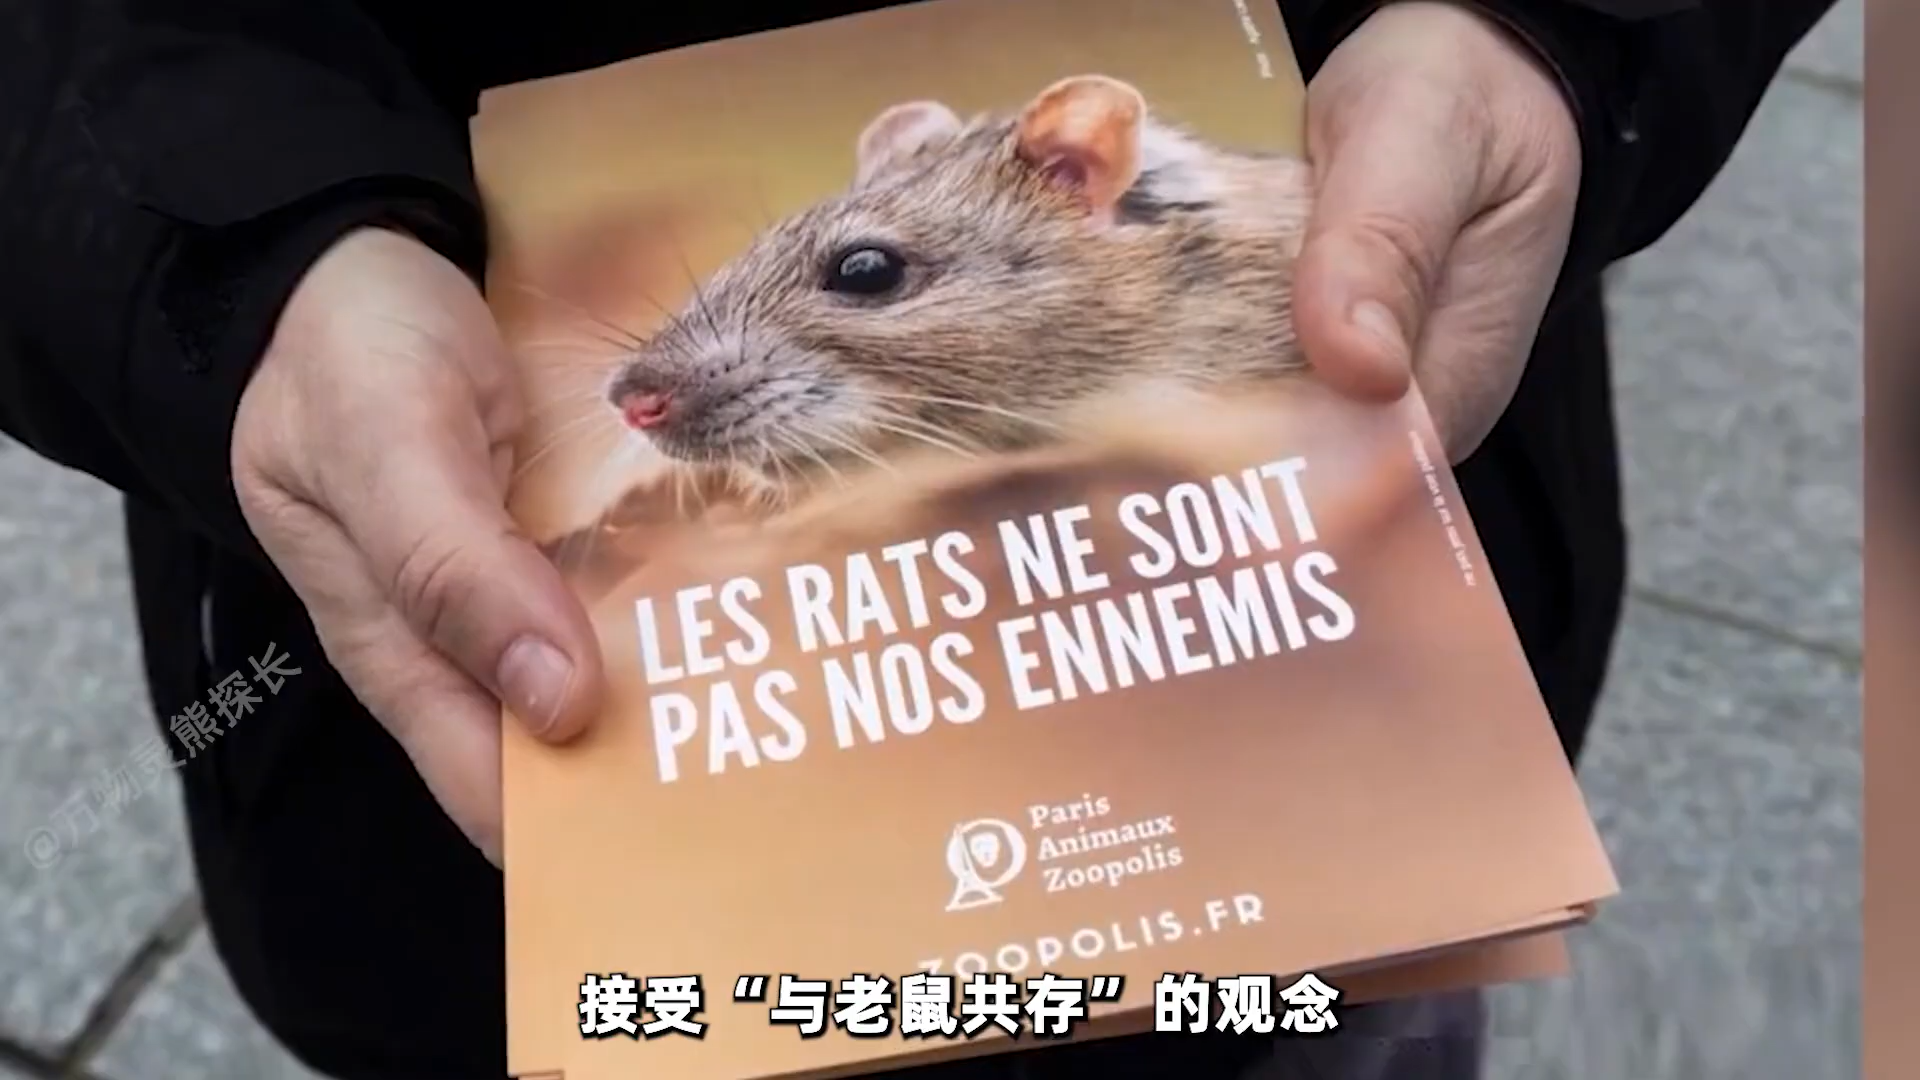 LES RATS NE SONT
PAS NOS ENNEMIS
Paris
Animaux
Zoopolis
ZOOPOLIS.FR
接受“与老鼠共存”的观念
@万物灵熊探长